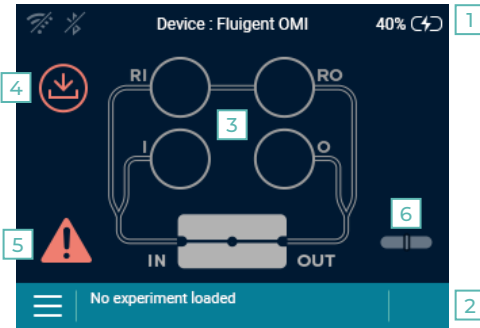 Device : Fluigent OMI
40%
1
4
RI
RO
3
I
O
6
5
IN
OUT
No experiment loaded
2